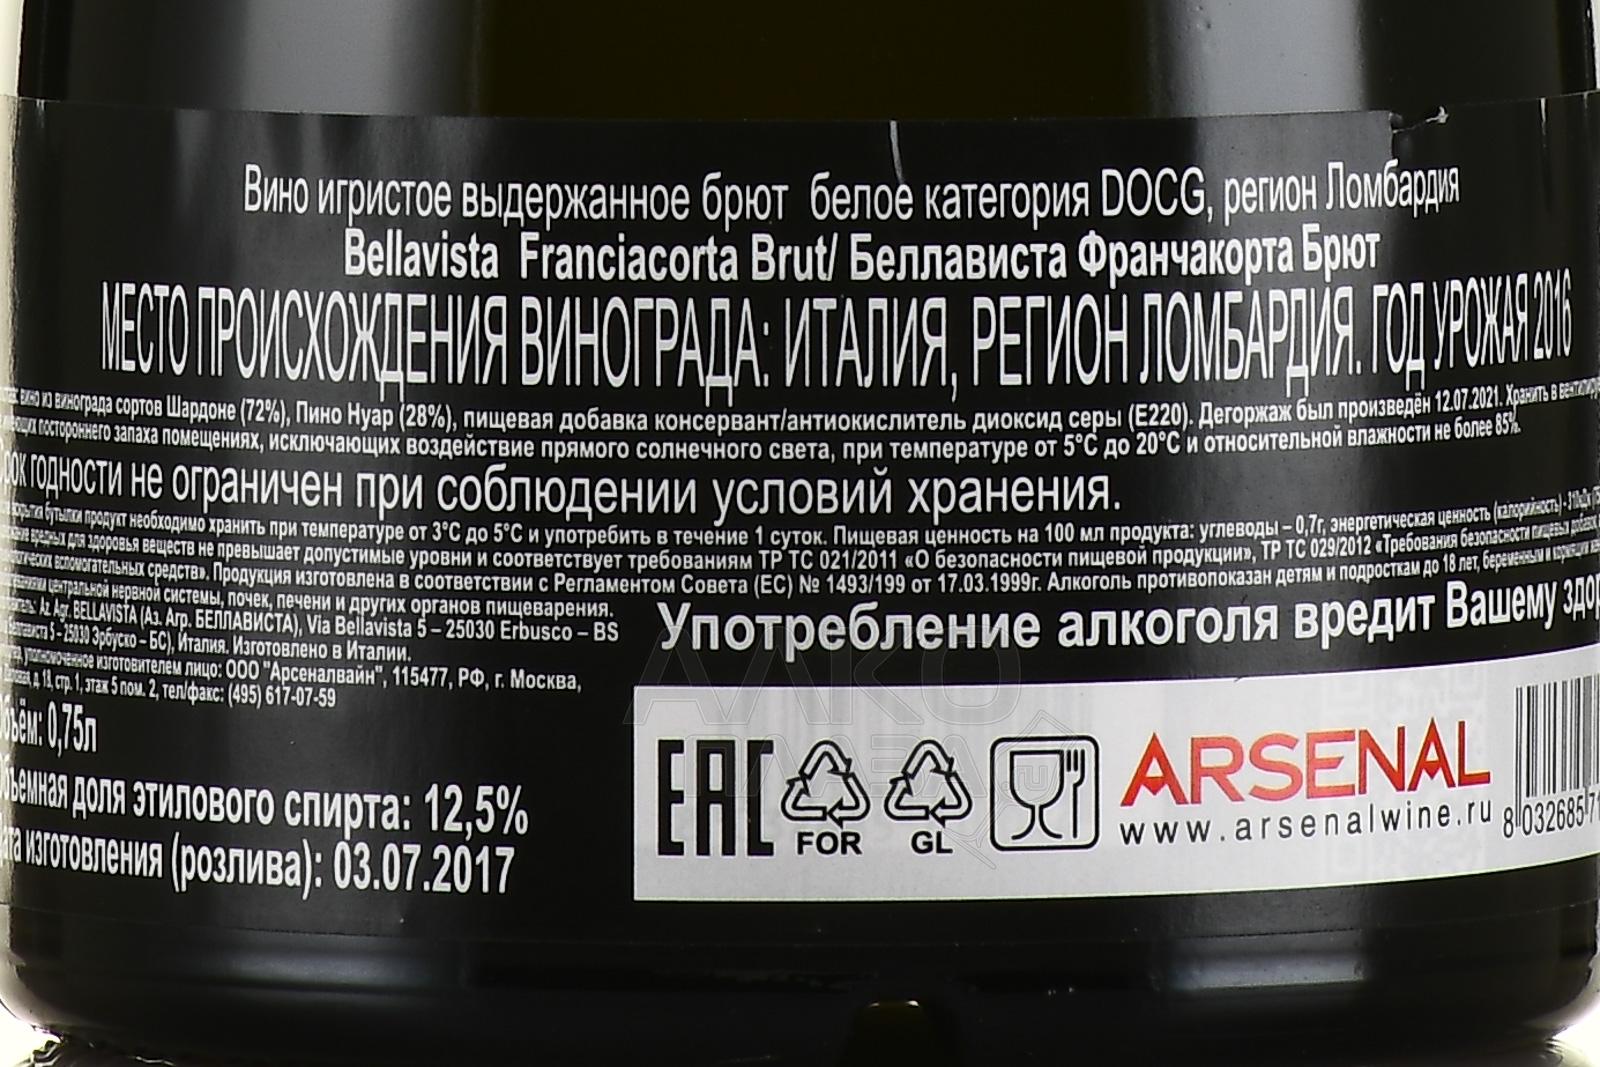 Вино игристое выдержанное брют белое категория DOCG, регион Ломбардия
Bellavista Franciacorta Brut/ Беллависта Франчакорта Брют
МЕСТО ПРОИСХОЖДЕНИЯ ВИНОГРАДА: ИТАЛИЯ, РЕГИОН ЛОМБАРДИЯ. ГОД УРОЖАЯ 2016
вино из винограда сортов Шардоне (72%), Пино Нуар (28%), пищевая добавка консервант/антиокислитель диоксид серы (Е220). Дегоржаж был произведён 12.07.2021. Хранить в
постороннего запаха помещениях, исключающих воздействие прямого солнечного света, при температуре от 5°С до 20°С и относительной влажности не более 85%.
годности не ограничен при соблюдении условий хранения.
бутылки продукт необходимо хранить при температуре от 3°С до 5°С и употребить в течение 1 суток. Пищевая ценность на 100 мл продукта: углеводы – 0,7г, энергетическая ценность (калорийность) - 310кДж
вредных для здоровья веществ не превышает допустимые уровни и соответствует требованиям ТР ТС 021/2011 «О безопасности пищевой продукции», ТР ТС 029/2012 «Требования безопасности пищевых добавок,
вспомогательных средств». Продукция изготовлена в соответствии с Регламентом Совета (ЕС) № 1493/199 от 17.03.1999г. Алкоголь противопоказан детям и подросткам до 18 лет, беременным и кормящим
центральной нервной системы, почек, печени и других органов пищеварения.
Az. Agr. BELLAVISTA (Аз. Агр. БЕЛЛАВИСТА), Via Bellavista 5 – 25030 Erbusco – BS
5 - 25030 Эрбуско – БС), Италия. Изготовлено в Италии.
уполномоченное изготовителем лицо: ООО "Арсеналвайн", 115477, РФ, г. Москва,
д. 18, стр. 1, этаж 5 пом. 2, тел/факс: (495) 617-07-59
Употребление алкоголя вредит Вашему
0,75л
доля этилового спирта: 12,5%
изготовления (розлива): 03.07.2017
EAC
FOR
GL
ARSENAL
www.arsenalwine.ru
8 032685 71